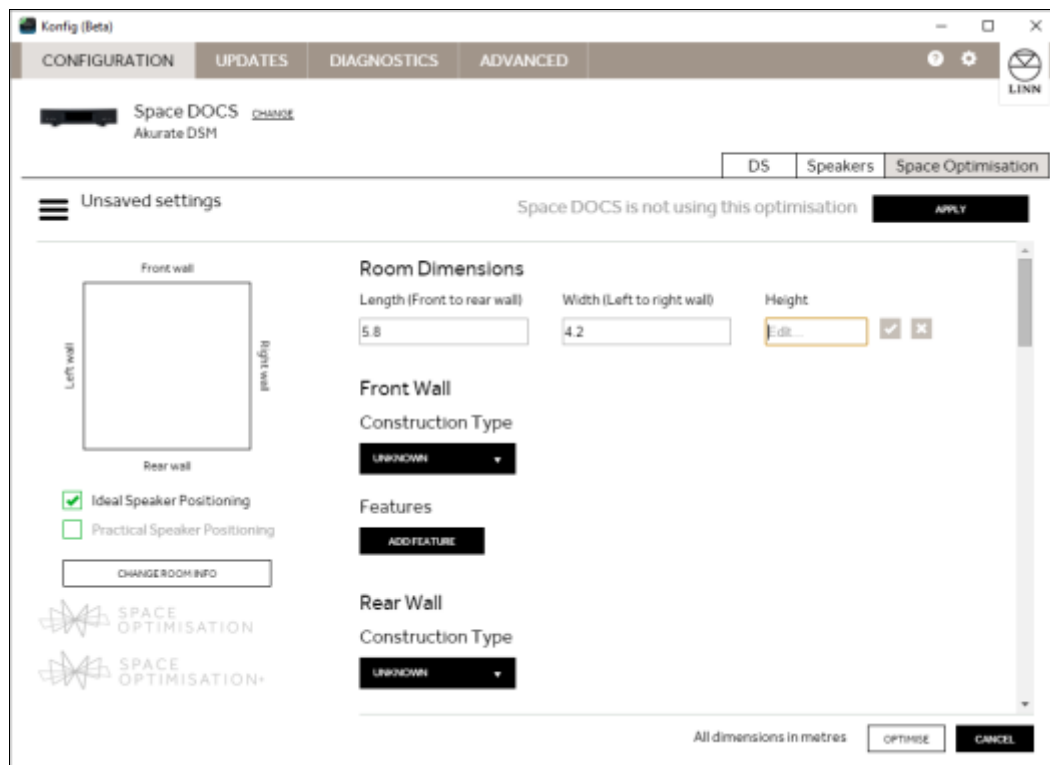 Konfig (Beta)
CONFIGURATION UPDATES DIAGNOSTICS ADVANCED
LINN
Space DOCS CHANGE
Akurate DSM
DS Speakers Space Optimisation
Unsaved settings
Space DOCS is not using this optimisation APPLY
Front wall
Left wall
Right wall
Rear wall
Ideal Speaker Positioning
Practical Speaker Positioning
CHANGE ROOM INFO
SPACE
OPTIMISATION
SPACE
OPTIMISATION+
Room Dimensions
Length (Front to rear wall) Width (Left to right wall) Height
5.8 4.2 Edit...
Front Wall
Construction Type
UNKNOWN
Features
ADD FEATURE
Rear Wall
Construction Type
UNKNOWN
All dimensions in metres OPTIMISE CANCEL